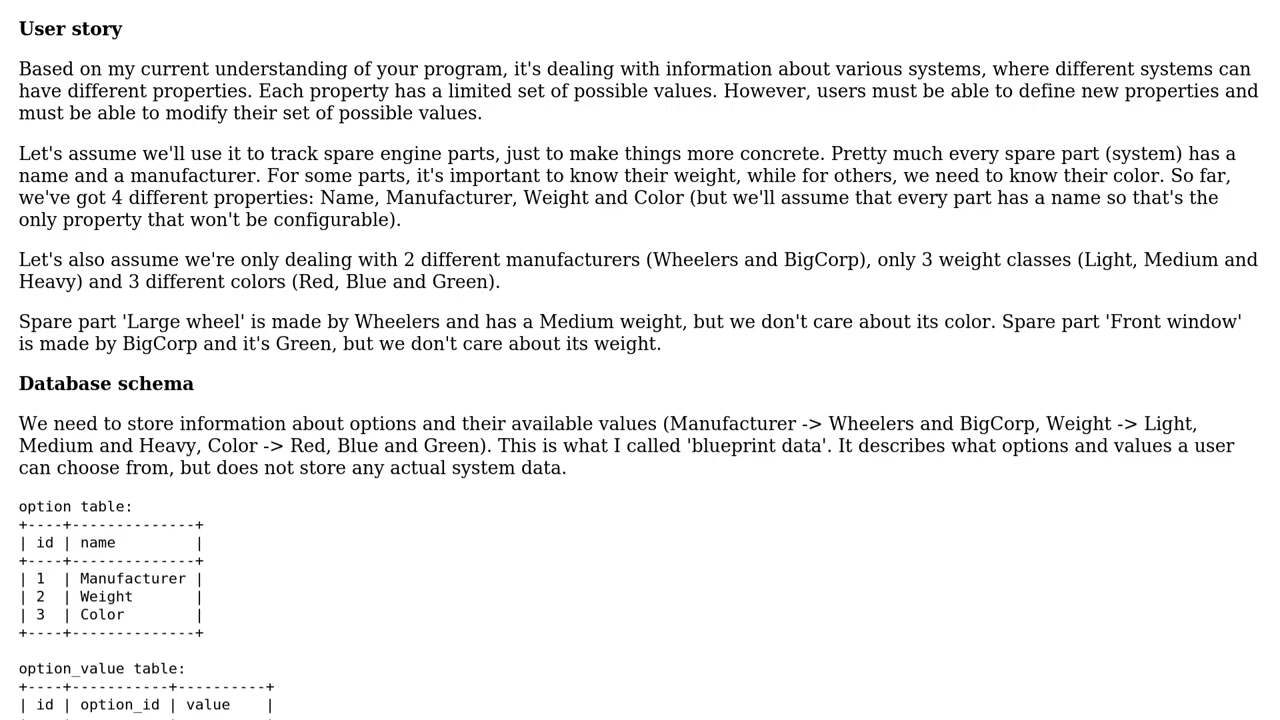 User story
Based on my current understanding of your program, it's dealing with information about various systems, where different systems can
have different properties. Each property has a limited set of possible values. However, users must be able to define new properties and
must be able to modify their set of possible values.
Let's assume we'll use it to track spare engine parts, just to make things more concrete. Pretty much every spare part (system) has a
name and a manufacturer. For some parts, it's important to know their weight, while for others, we need to know their color. So far,
we've got 4 different properties: Name, Manufacturer, Weight and Color (but we'll assume that every part has a name so that's the
only property that won't be configurable).
Let's also assume we're only dealing with 2 different manufacturers (Wheelers and BigCorp), only 3 weight classes (Light, Medium and
Heavy) and 3 different colors (Red, Blue and Green).
Spare part 'Large wheel' is made by Wheelers and has a Medium weight, but we don't care about its color. Spare part 'Front window'
is made by BigCorp and it's Green, but we don't care about its weight.
Database schema
We need to store information about options and their available values (Manufacturer -> Wheelers and BigCorp, Weight -> Light,
Medium and Heavy, Color -> Red, Blue and Green). This is what I called 'blueprint data'. It describes what options and values a user
can choose from, but does not store any actual system data.
option table:
+----+--------------+
| id | name         |
+----+--------------+
| 1  | Manufacturer |
| 2  | Weight       |
| 3  | Color        |
+----+--------------+
option_value table:
+----+-----------+----------+
| id | option_id | value    |